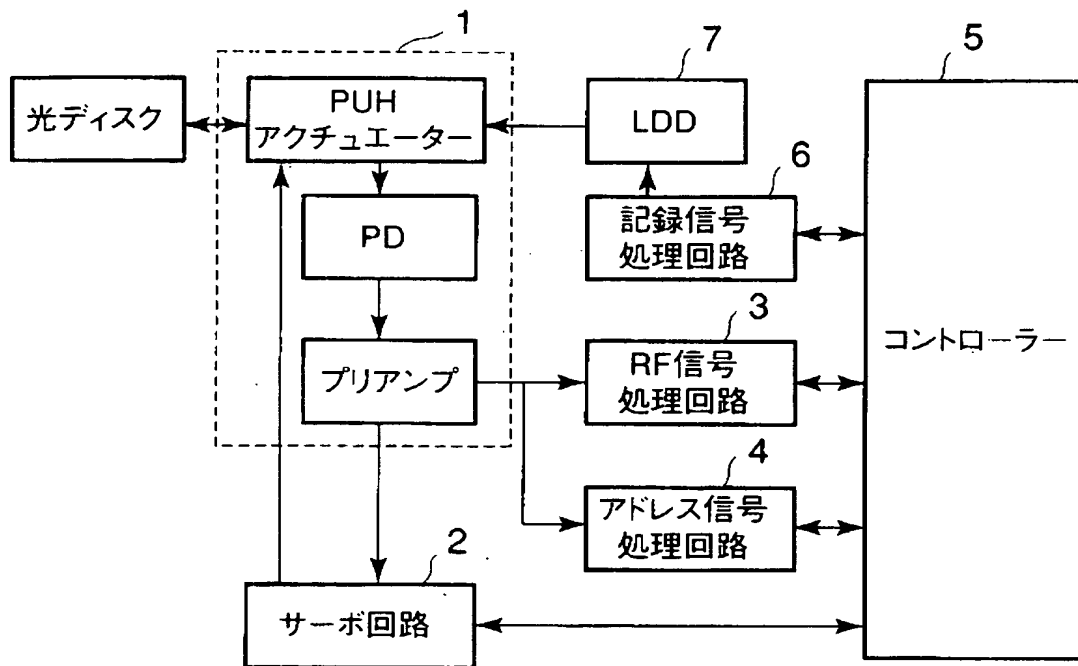 1
7
5
光ディスク
PUH
アクチュエーター
LDD
6
PD
記録信号
処理回路
3
コントローラー
プリアンプ
RF信号
処理回路
4
アドレス信号
処理回路
2
サーボ回路